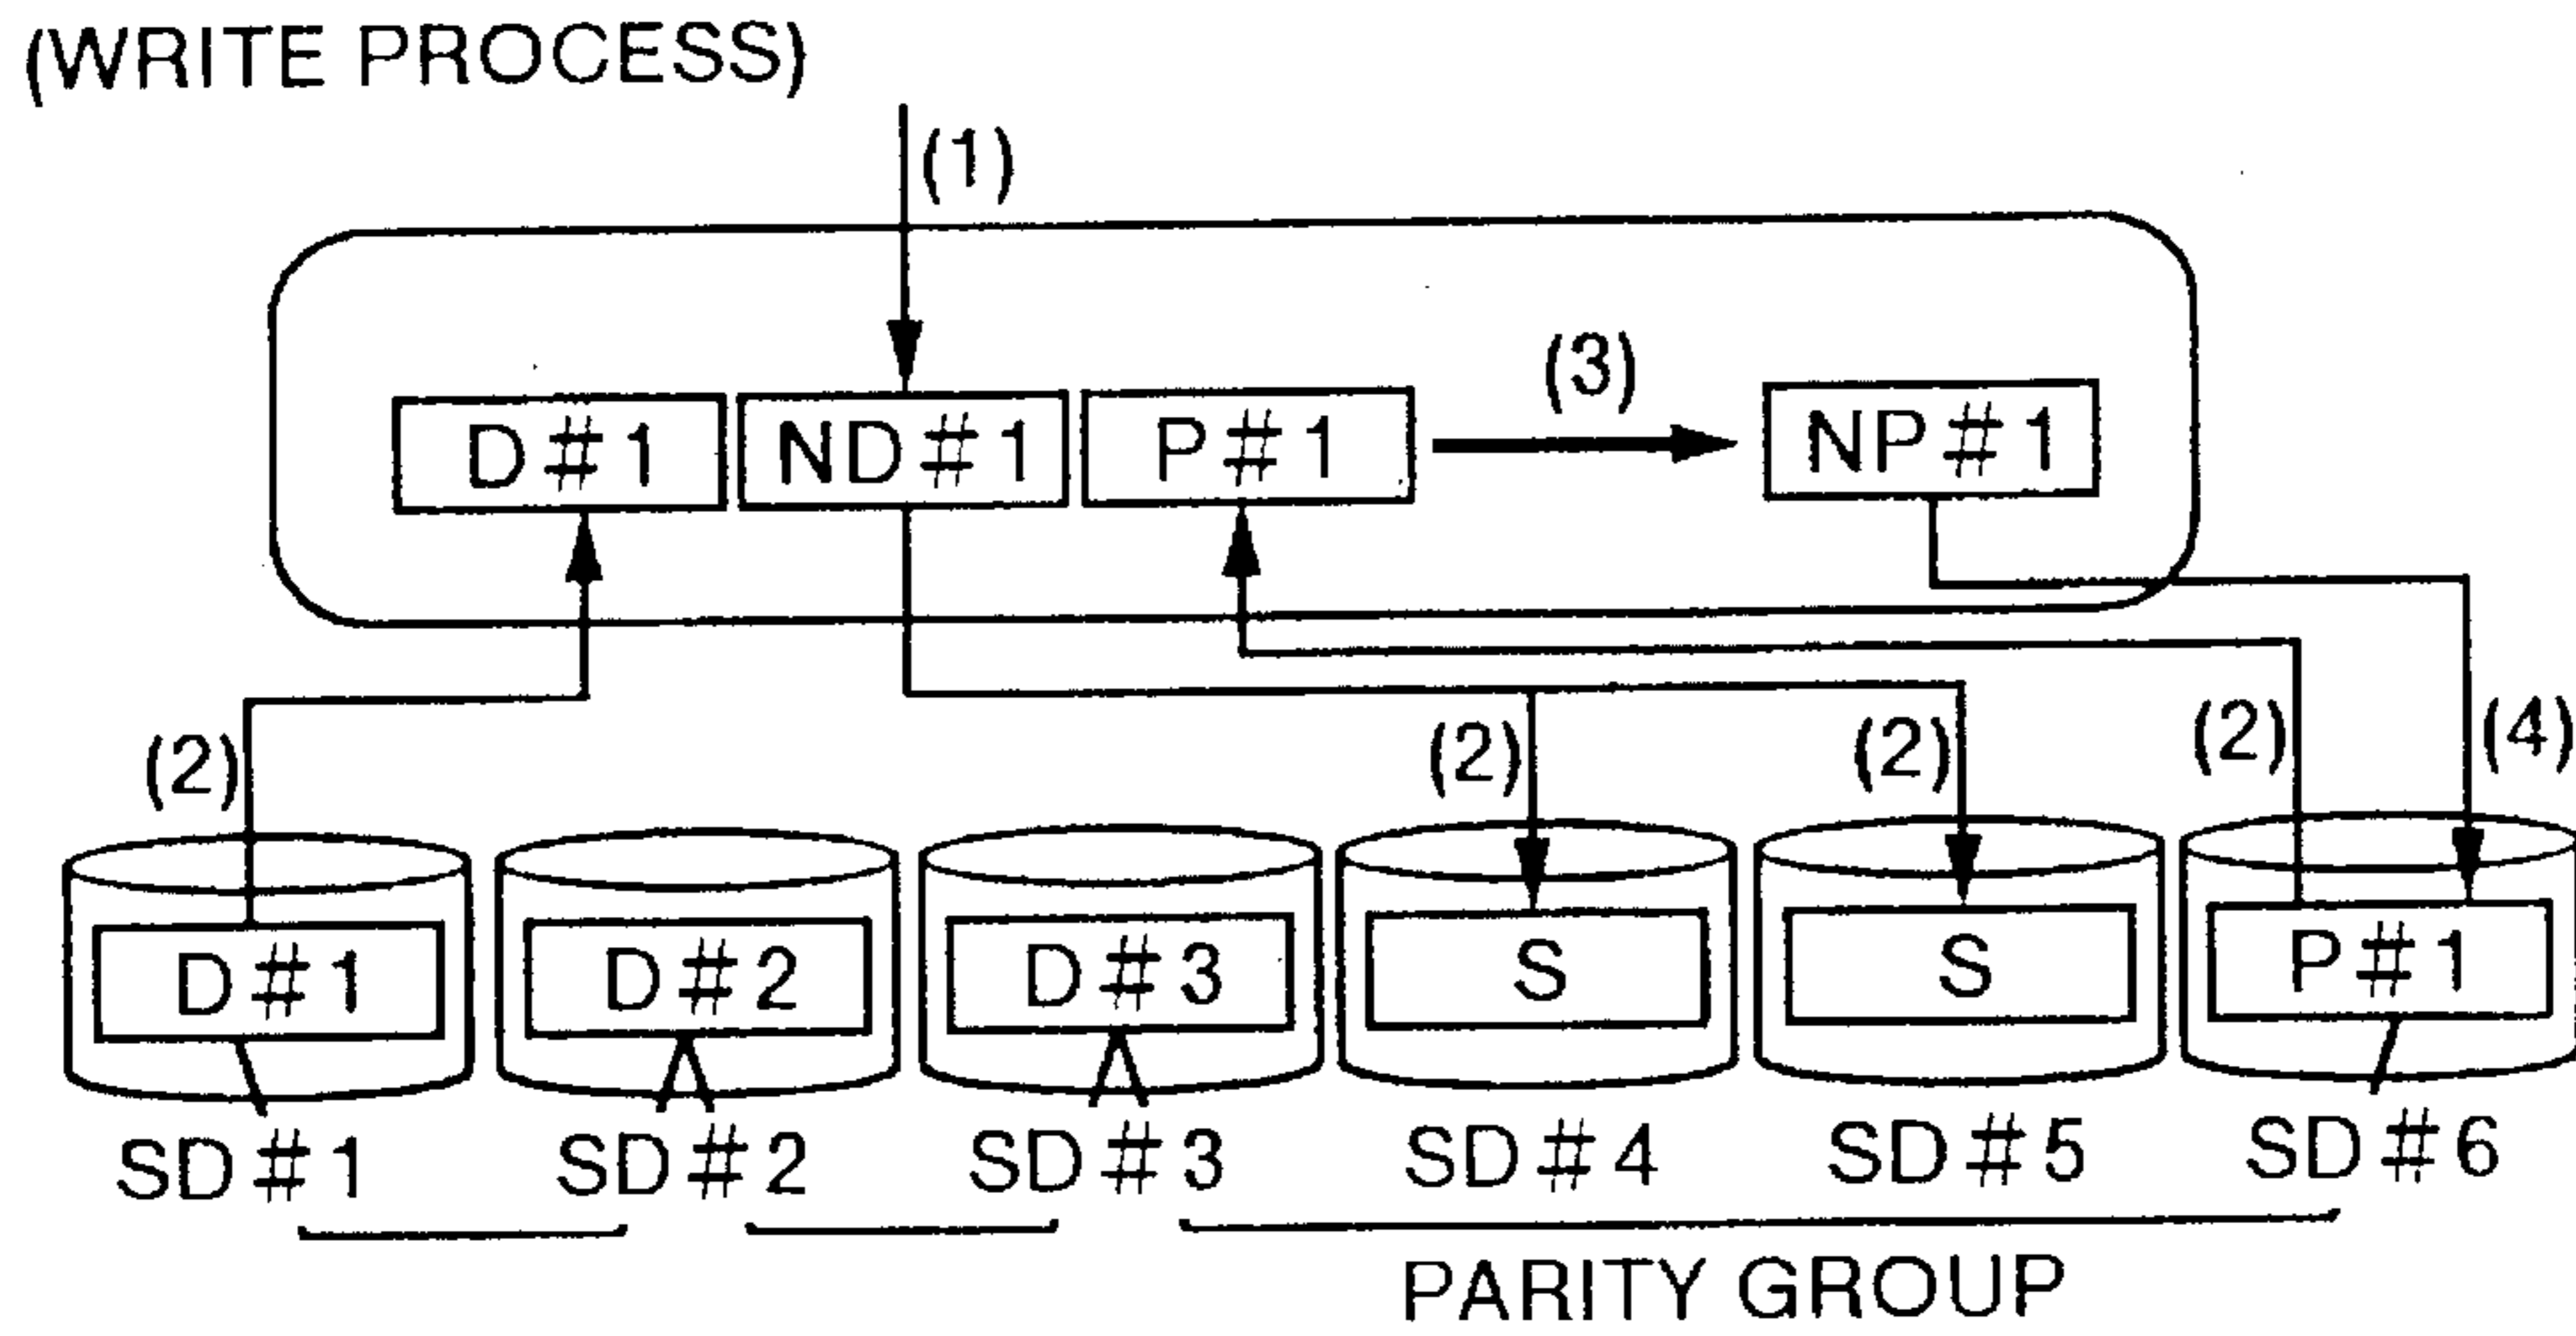 (WRITE PROCESS)
(1)
(3)
D#1 ND#1 P#1 NP#1
(2) (2) (2) (2) (4)
D#1 D#2 D#3 S S P#1
SD#1 SD#2 SD#3 SD#4 SD#5 SD#6
PARITY GROUP